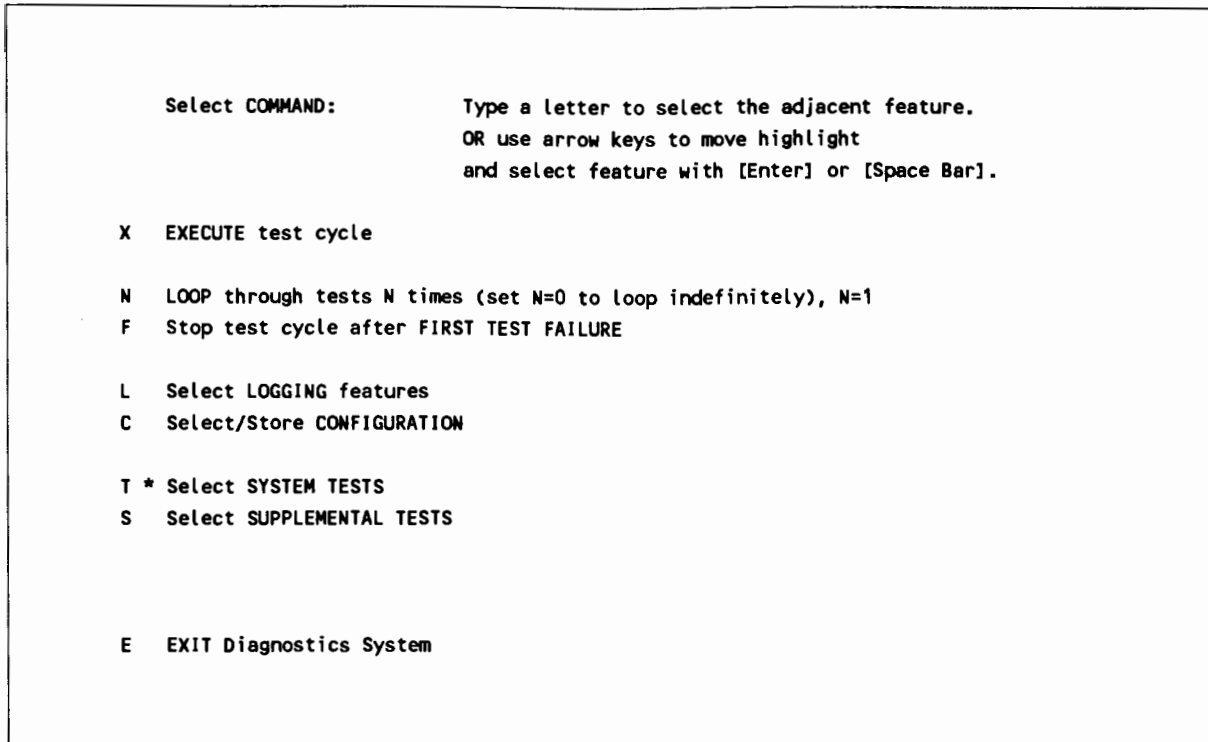 Select COMMAND: Type a letter to select the adjacent feature.
OR use arrow keys to move highlight
and select feature with [Enter] or [Space Bar].
X EXECUTE test cycle
N LOOP through tests N times (set N=0 to loop indefinitely), N=1
F Stop test cycle after FIRST TEST FAILURE
L Select LOGGING features
C Select/Store CONFIGURATION
T * Select SYSTEM TESTS
S Select SUPPLEMENTAL TESTS
E EXIT Diagnostics System